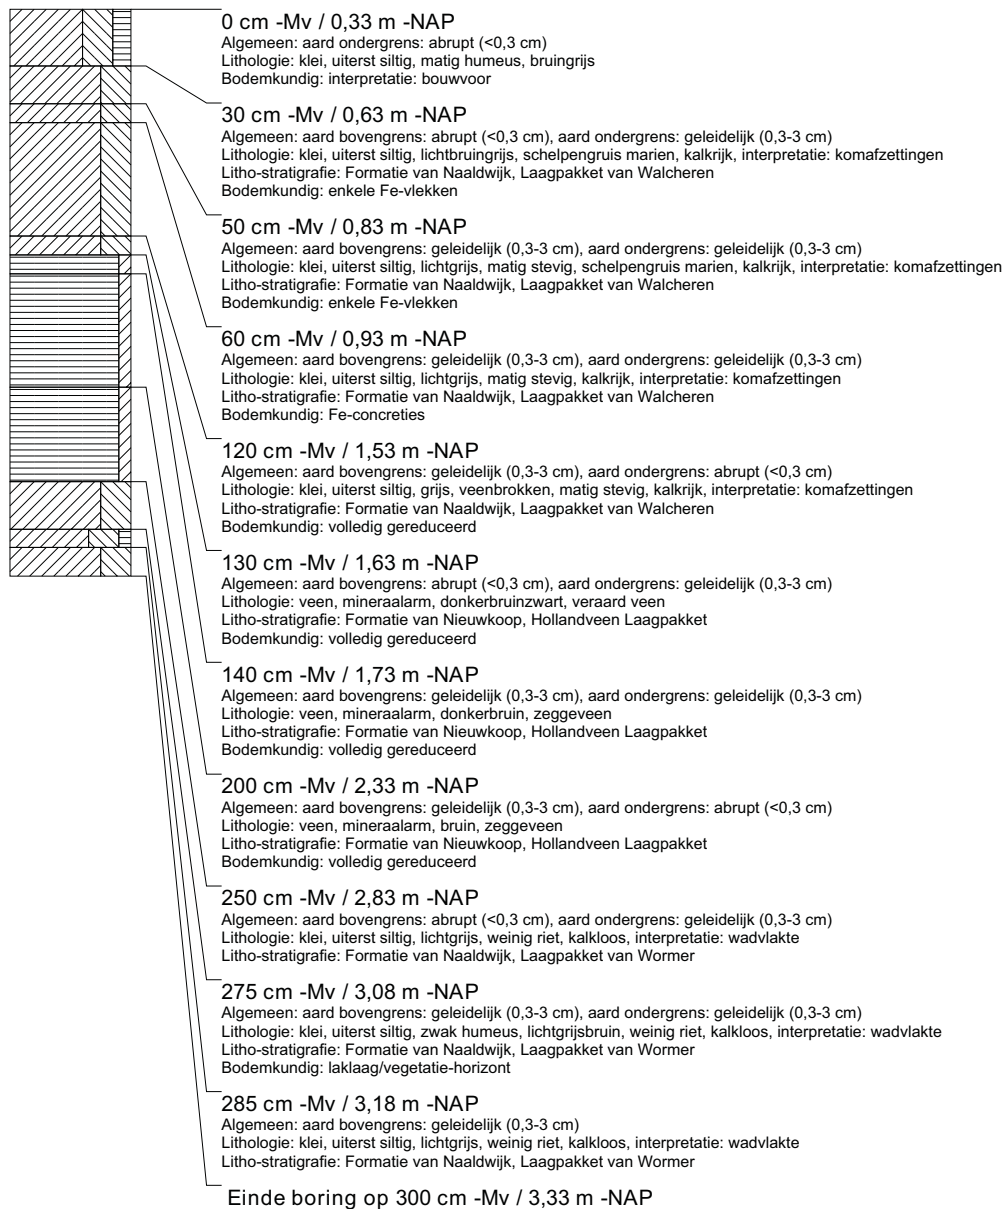 0 cm -Mv / 0,33 m -NAP
Algemeen: aard ondergrens: abrupt (<0,3 cm)
Lithologie: klei, uiterst siltig, matig humeus, bruingrijs
Bodemkundig: interpretatie: bouwvoor
30 cm -Mv / 0,63 m -NAP
Algemeen: aard bovengrens: abrupt (<0,3 cm), aard ondergrens: geleidelijk (0,3-3 cm)
Lithologie: klei, uiterst siltig, lichtbruingrijs, schelpengruis marien, kalkrijk, interpretatie: komafzettingen
Litho-stratigrafie: Formatie van Naaldwijk, Laagpakket van Walcheren
Bodemkundig: enkele Fe-vlekken
50 cm -Mv / 0,83 m -NAP
Algemeen: aard bovengrens: geleidelijk (0,3-3 cm), aard ondergrens: geleidelijk (0,3-3 cm)
Lithologie: klei, uiterst siltig, lichtgrijs, matig stevig, schelpengruis marien, kalkrijk, interpretatie: komafzettingen
Litho-stratigrafie: Formatie van Naaldwijk, Laagpakket van Walcheren
Bodemkundig: enkele Fe-vlekken
60 cm -Mv / 0,93 m -NAP
Algemeen: aard bovengrens: geleidelijk (0,3-3 cm), aard ondergrens: geleidelijk (0,3-3 cm)
Lithologie: klei, uiterst siltig, lichtgrijs, matig stevig, kalkrijk, interpretatie: komafzettingen
Litho-stratigrafie: Formatie van Naaldwijk, Laagpakket van Walcheren
Bodemkundig: Fe-concreties
120 cm -Mv / 1,53 m -NAP
Algemeen: aard bovengrens: geleidelijk (0,3-3 cm), aard ondergrens: abrupt (<0,3 cm)
Lithologie: klei, uiterst siltig, grijs, veenbrokken, matig stevig, kalkrijk, interpretatie: komafzettingen
Litho-stratigrafie: Formatie van Naaldwijk, Laagpakket van Walcheren
Bodemkundig: volledig gereduceerd
130 cm -Mv / 1,63 m -NAP
Algemeen: aard bovengrens: abrupt (<0,3 cm), aard ondergrens: geleidelijk (0,3-3 cm)
Lithologie: veen, mineraalarm, donkerbruinzwart, veraard veen
Litho-stratigrafie: Formatie van Nieuwkoop, Hollandveen Laagpakket
Bodemkundig: volledig gereduceerd
140 cm -Mv / 1,73 m -NAP
Algemeen: aard bovengrens: geleidelijk (0,3-3 cm), aard ondergrens: geleidelijk (0,3-3 cm)
Lithologie: veen, mineraalarm, donkerbruin, zeggeveen
Litho-stratigrafie: Formatie van Nieuwkoop, Hollandveen Laagpakket
Bodemkundig: volledig gereduceerd
200 cm -Mv / 2,33 m -NAP
Algemeen: aard bovengrens: geleidelijk (0,3-3 cm), aard ondergrens: abrupt (<0,3 cm)
Lithologie: veen, mineraalarm, bruin, zeggeveen
Litho-stratigrafie: Formatie van Nieuwkoop, Hollandveen Laagpakket
Bodemkundig: volledig gereduceerd
250 cm -Mv / 2,83 m -NAP
Algemeen: aard bovengrens: abrupt (<0,3 cm), aard ondergrens: geleidelijk (0,3-3 cm)
Lithologie: klei, uiterst siltig, lichtgrijs, weinig riet, kalkloos, interpretatie: wadvlakte
Litho-stratigrafie: Formatie van Naaldwijk, Laagpakket van Wormer
275 cm -Mv / 3,08 m -NAP
Algemeen: aard bovengrens: geleidelijk (0,3-3 cm), aard ondergrens: geleidelijk (0,3-3 cm)
Lithologie: klei, uiterst siltig, zwak humeus, lichtgrijsbruin, weinig riet, kalkloos, interpretatie: wadvlakte
Litho-stratigrafie: Formatie van Naaldwijk, Laagpakket van Wormer
Bodemkundig: laklaag/vegetatie-horizont
285 cm -Mv / 3,18 m -NAP
Algemeen: aard bovengrens: geleidelijk (0,3-3 cm)
Lithologie: klei, uiterst siltig, lichtgrijs, weinig riet, kalkloos, interpretatie: wadvlakte
Litho-stratigrafie: Formatie van Naaldwijk, Laagpakket van Wormer
Einde boring op 300 cm -Mv / 3,33 m -NAP